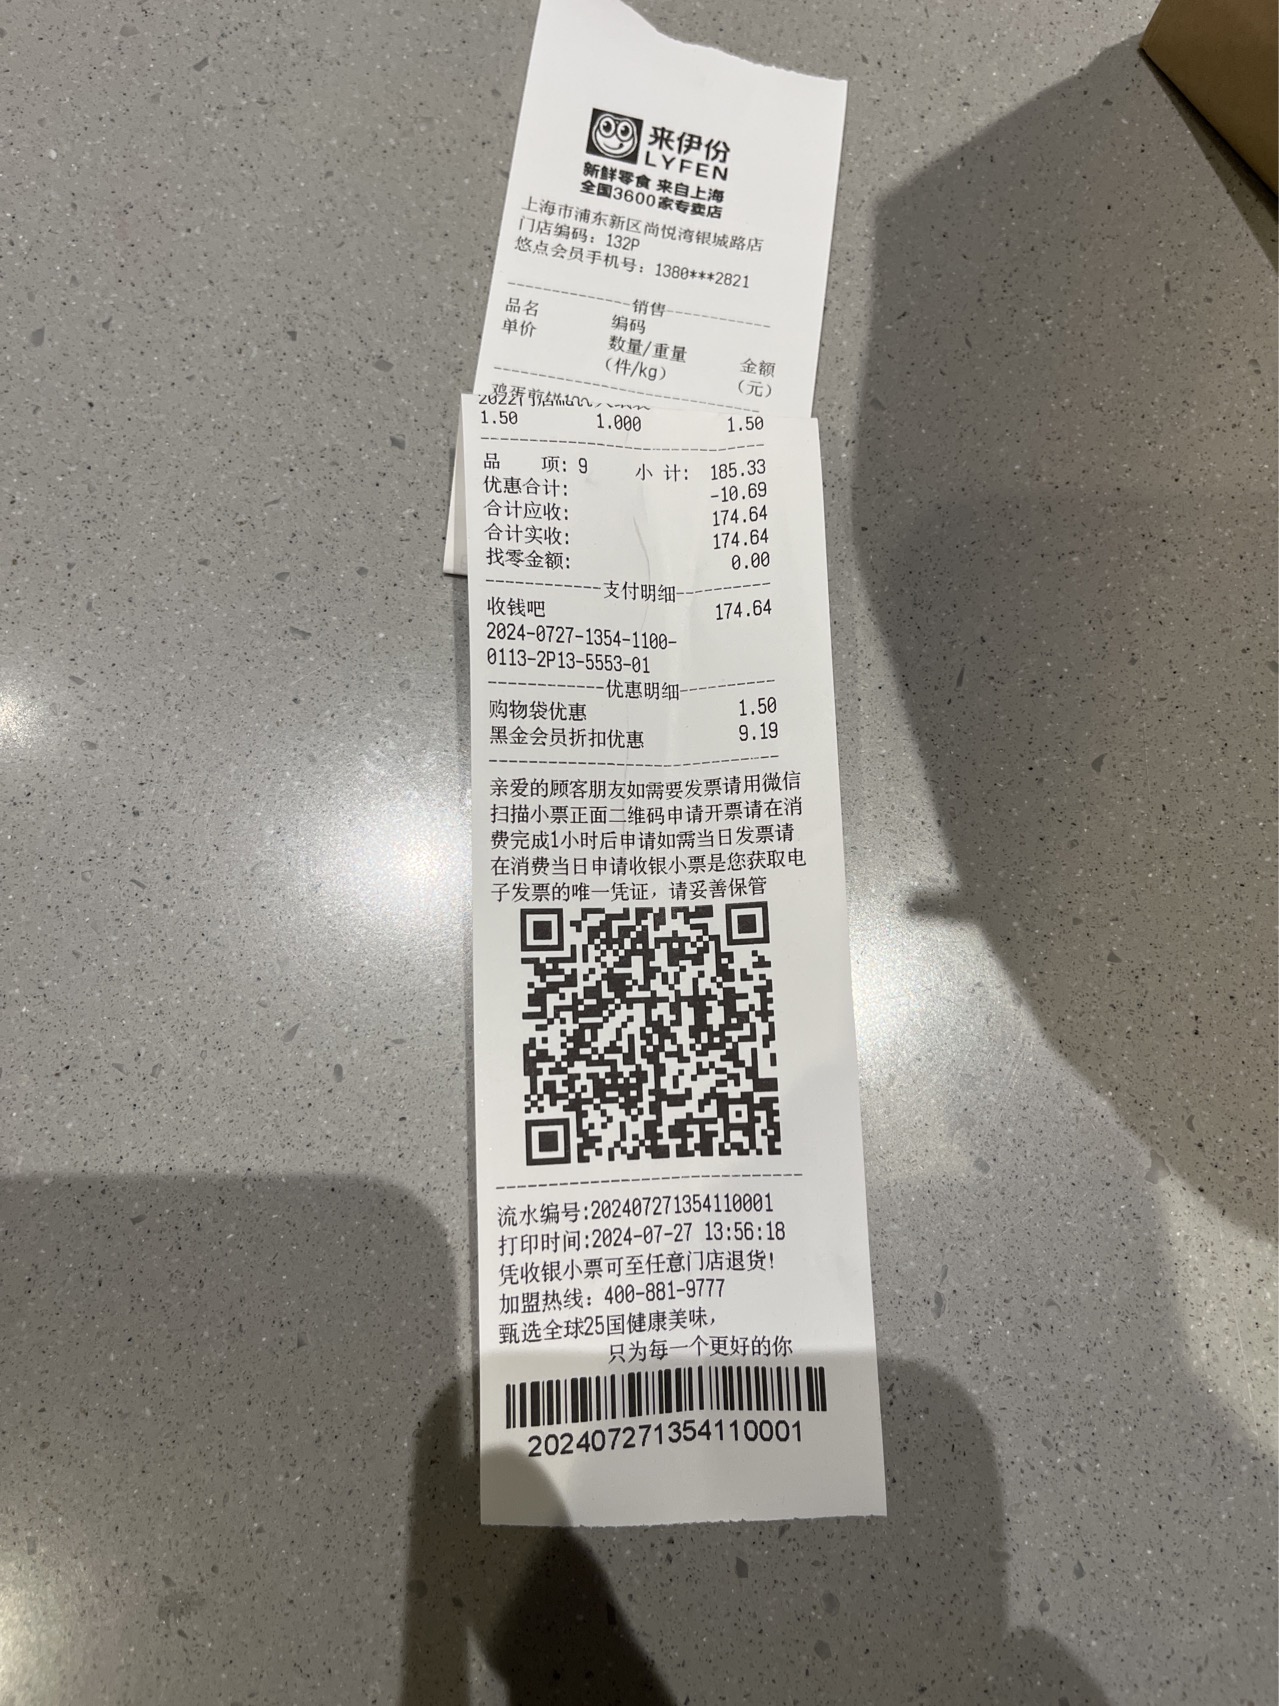 来伊份
LYFEN
新鲜零食 来自上海
全国3600家专卖店
上海市浦东新区尚悦湾银城路店
门店编码：132P
悠点会员手机号：1380***2821
------------销售------------
品名 编码
单价 数量/重量 金额
(件/kg) (元)
鸡蛋煎
2022门店
1.50 1.000 1.50
品 项: 9 小 计: 185.33
优惠合计: -10.69
合计应收: 174.64
合计实收: 174.64
找零金额: 0.00
------------支付明细------------
收钱吧 174.64
2024-0727-1354-1100-
0113-2P13-5553-01
------------优惠明细------------
购物袋优惠 1.50
黑金会员折扣优惠 9.19
亲爱的顾客朋友如需要发票请用微信
扫描小票正面二维码申请开票请在消
费完成1小时后申请如需当日发票请
在消费当日申请收银小票是您获取电
子发票的唯一凭证，请妥善保管
流水编号:202407271354110001
打印时间:2024-07-27 13:56:18
凭收银小票可至任意门店退货!
加盟热线：400-881-9777
甄选全球25国健康美味，
只为每一个更好的你
202407271354110001